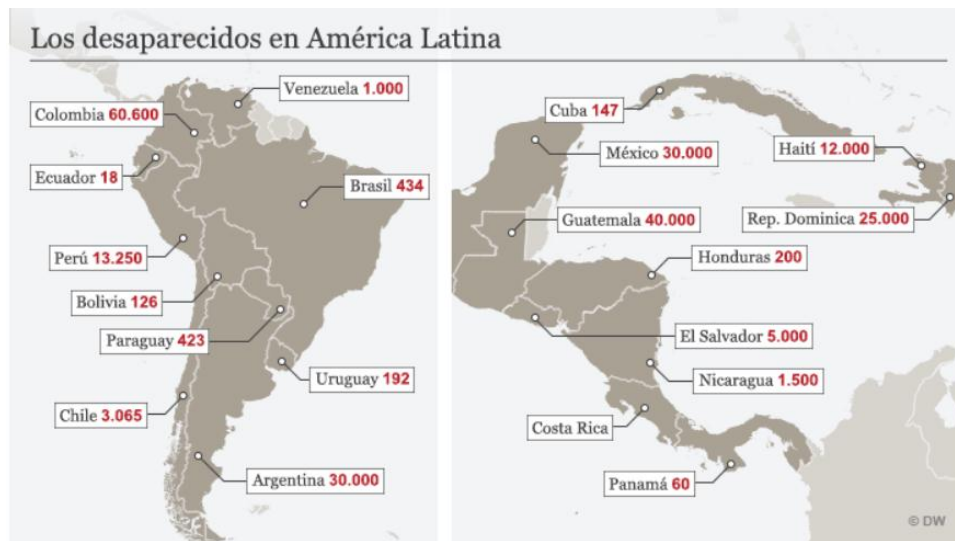 Los desaparecidos en América Latina
Venezuela 1.000
Colombia 60.600
Ecuador 18
Brasil 434
Perú 13.250
Bolivia 126
Paraguay 423
Uruguay 192
Chile 3.065
Argentina 30.000
Cuba 147
México 30.000
Haití 12.000
Guatemala 40.000
Rep. Dominica 25.000
Honduras 200
El Salvador 5.000
Nicaragua 1.500
Costa Rica
Panamá 60
© DW